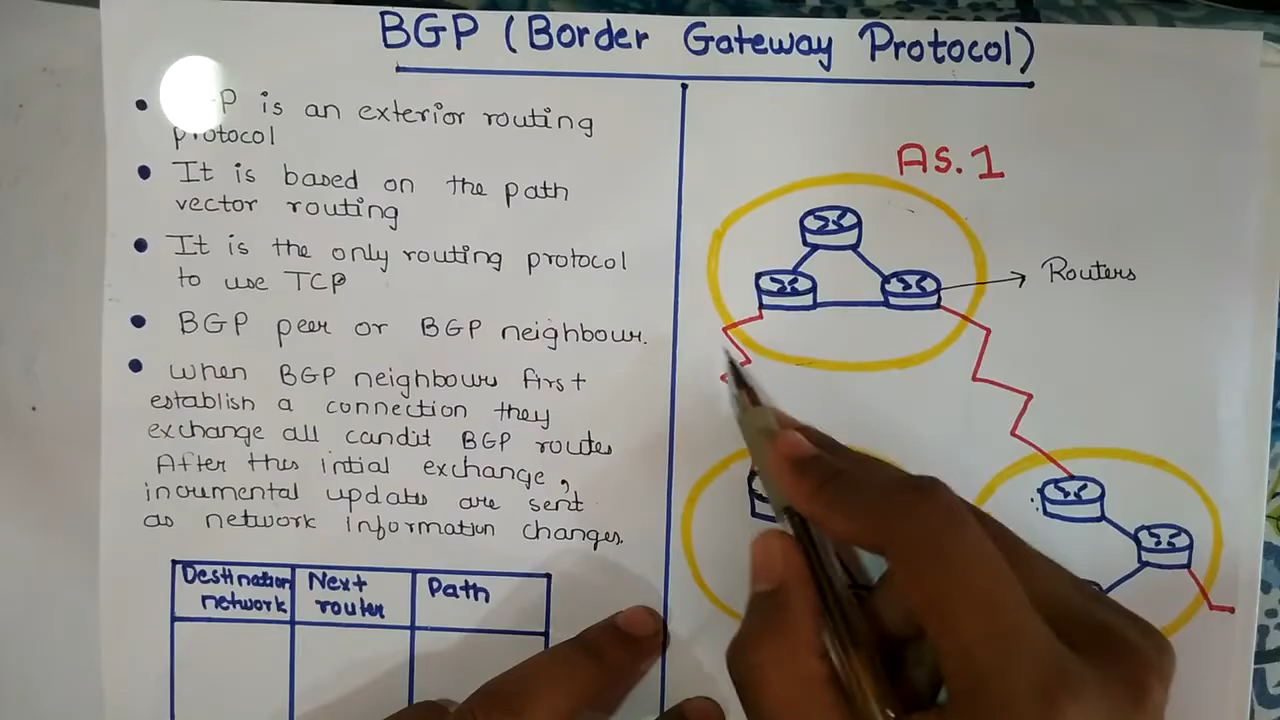 BGP (Border Gateway Protocol)
P is an exterior routing
protocol
It is based on the path
vector routing
It is the only routing protocol
to use TCP
BGP peer or BGP neighbour.
When BGP neighbours first
establish a connection they
exchange all candit BGP routes
After this intial exchange,
incrumental updats are sent
as network information changes.
Destination
network
Next
router
Path
AS.1
Routers